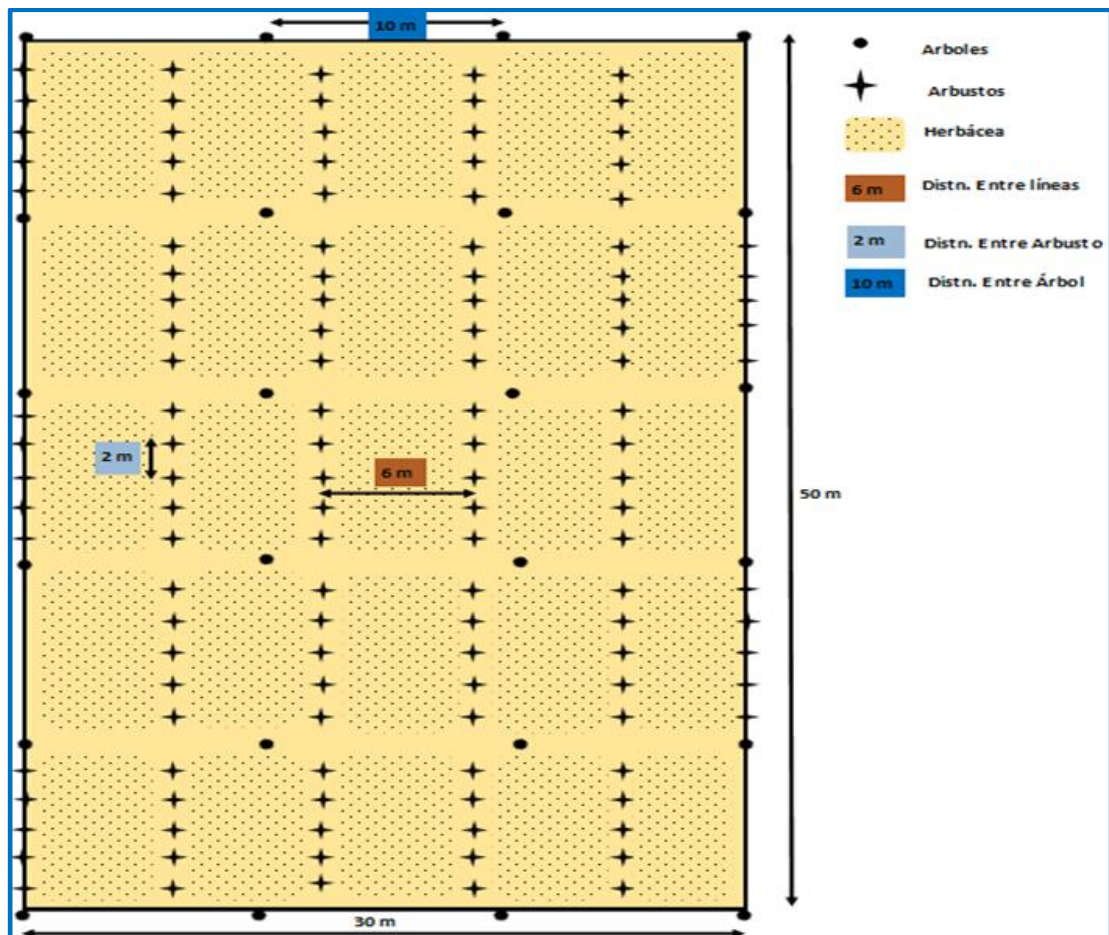 10 m
Arboles
Arbustos
Herbácea
6 m Distn. Entre líneas
2 m Distn. Entre Arbusto
10 m Distn. Entre Árbol
2 m
6 m
50 m
30 m